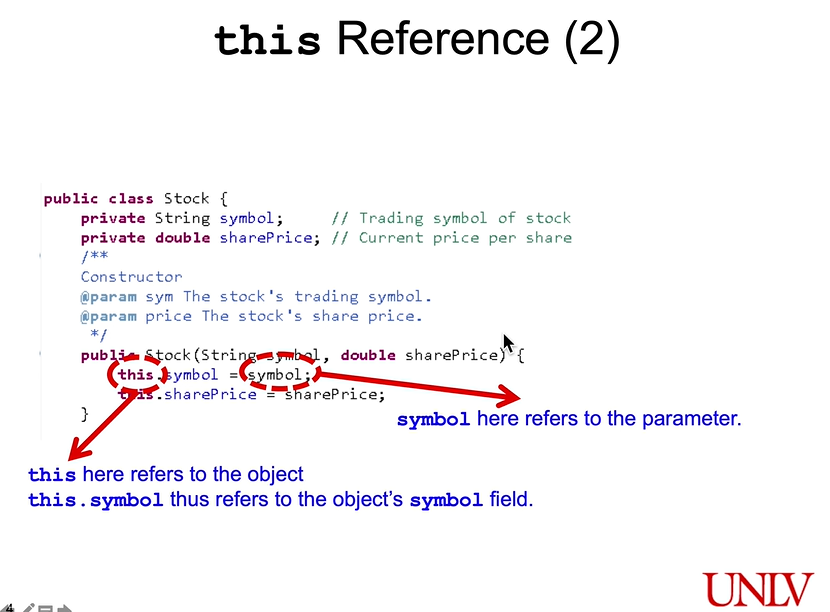 this Reference (2)
public class Stock {
private String symbol; // Trading symbol of stock
private double sharePrice; // Current price per share
/**
Constructor
@param sym The stock's trading symbol.
@param price The stock's share price.
*/
public Stock(String symbol, double sharePrice) {
this.symbol = symbol;
this.sharePrice = sharePrice;
}
symbol here refers to the parameter.
this here refers to the object
this.symbol thus refers to the object’s symbol field.
UNLV
4